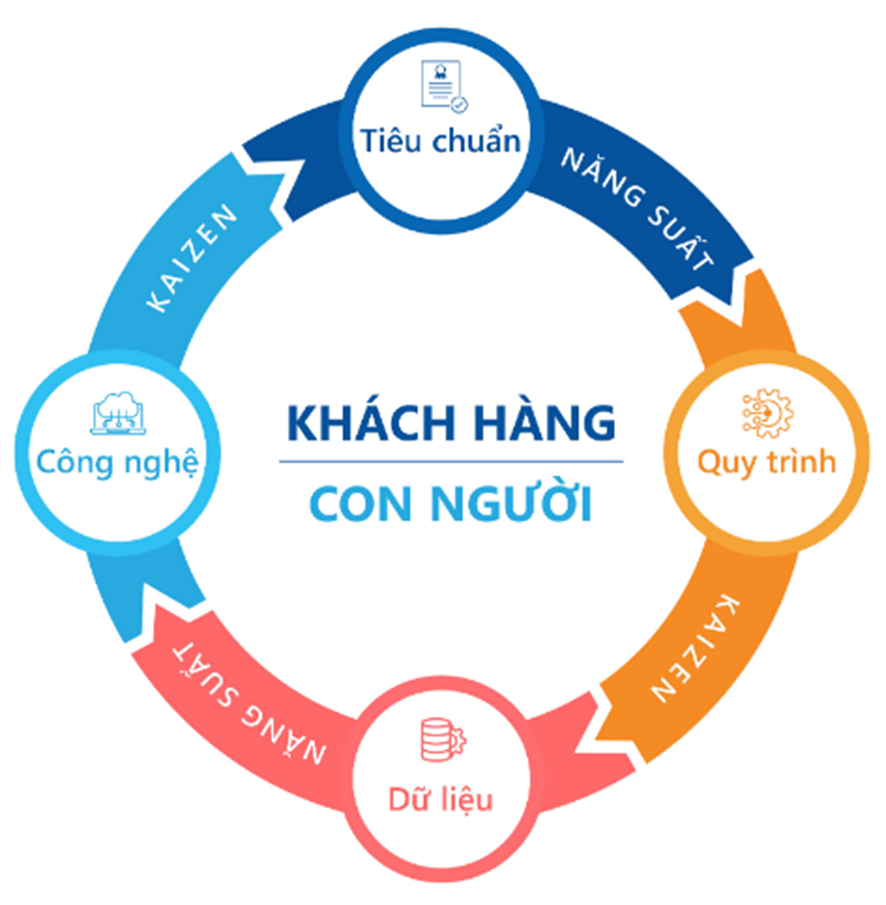 Tiêu chuẩn
NĂNG SUẤT
Quy trình
KAIZEN
Dữ liệu
NĂNG SUẤT
Công nghệ
KAIZEN
KHÁCH HÀNG
CON NGƯỜI